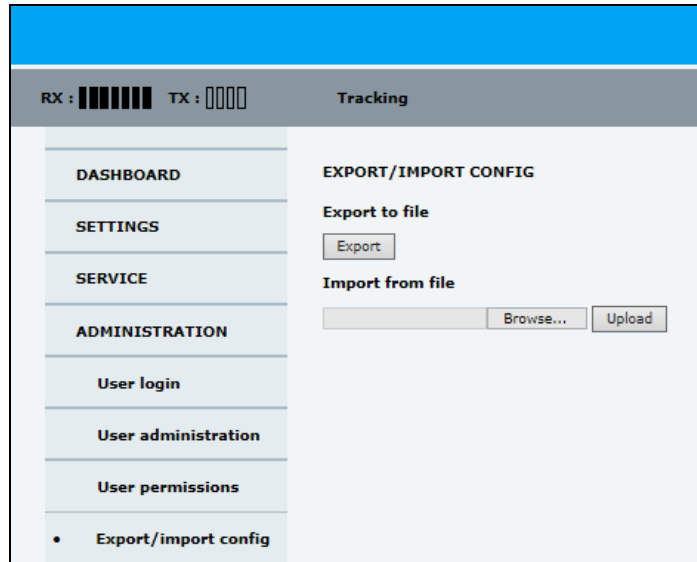 RX : TX : Tracking
DASHBOARD
SETTINGS
SERVICE
ADMINISTRATION
User login
User administration
User permissions
• Export/import config
EXPORT/IMPORT CONFIG
Export to file
Export
Import from file
Browse... Upload